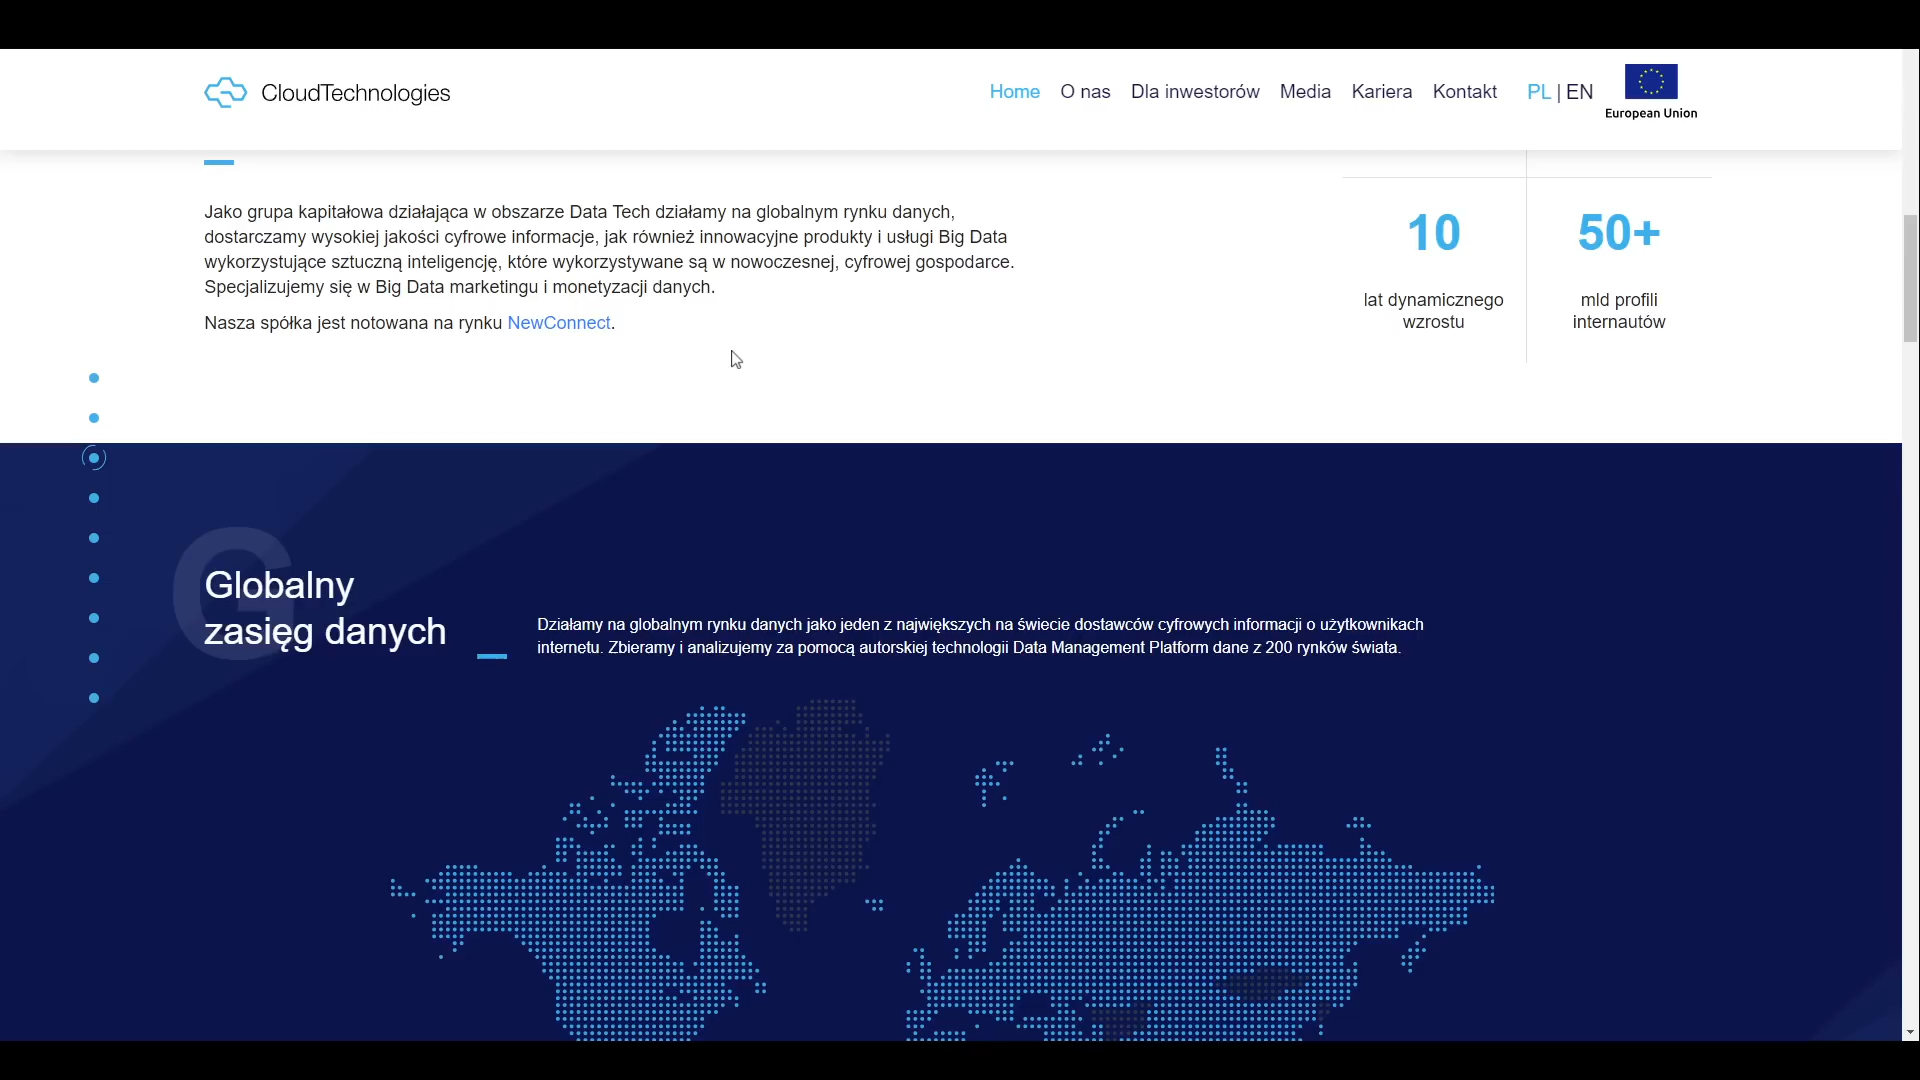 CloudTechnologies
Home O nas Dla inwestorów Media Kariera Kontakt PL | EN
European Union
Jako grupa kapitałowa działająca w obszarze Data Tech działamy na globalnym rynku danych,
dostarczamy wysokiej jakości cyfrowe informacje, jak również innowacyjne produkty i usługi Big Data
wykorzystujące sztuczną inteligencję, które wykorzystywane są w nowoczesnej, cyfrowej gospodarce.
Specjalizujemy się w Big Data marketingu i monetyzacji danych.
Nasza spółka jest notowana na rynku NewConnect.
10
lat dynamicznego
wzrostu
50+
mld profili
internautów
G
Globalny
zasięg danych
Działamy na globalnym rynku danych jako jeden z największych na świecie dostawców cyfrowych informacji o użytkownikach
internetu. Zbieramy i analizujemy za pomocą autorskiej technologii Data Management Platform dane z 200 rynków świata.